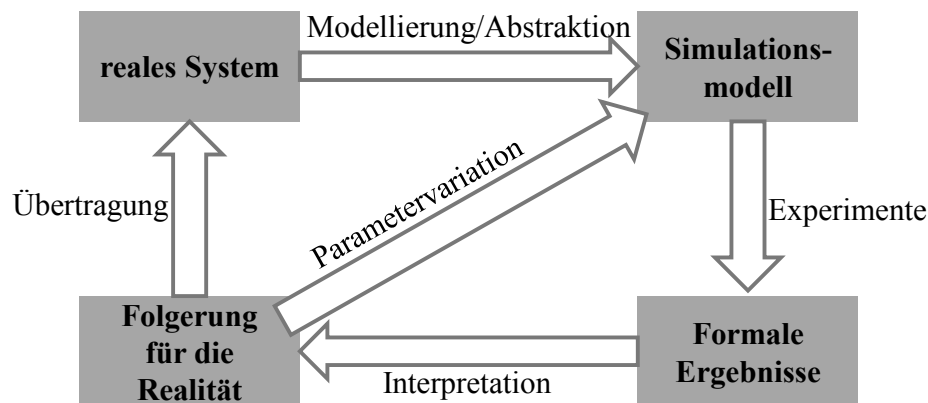 Modellierung/Abstraktion
reales System
Simulations-
modell
Parametervariation
Übertragung
Experimente
Folgerung
für die
Realität
Formale
Ergebnisse
Interpretation